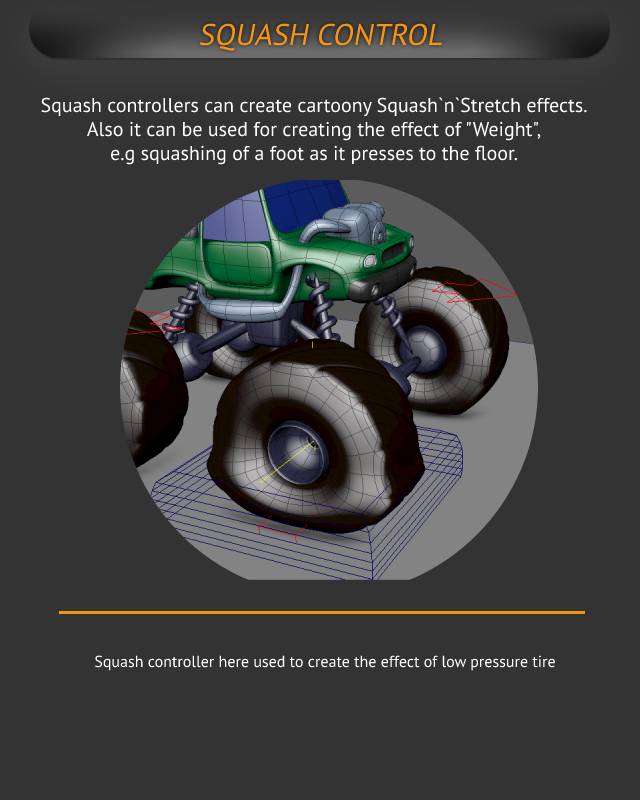 SQUASH CONTROL
Squash controllers can create cartoony Squash`n`Stretch effects.
Also it can be used for creating the effect of "Weight",
e.g squashing of a foot as it presses to the floor.
Squash controller here used to create the effect of low pressure tire